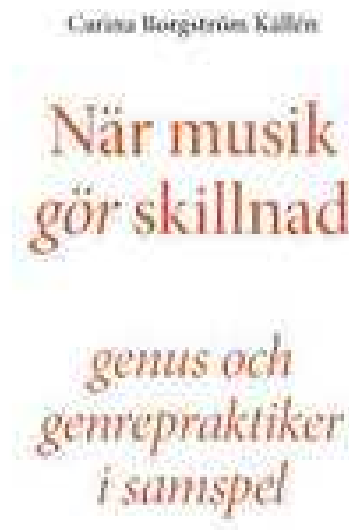 Carina Borgström Källén
När musik
gör skillnad
genus och
genrepraktiker
i samspel